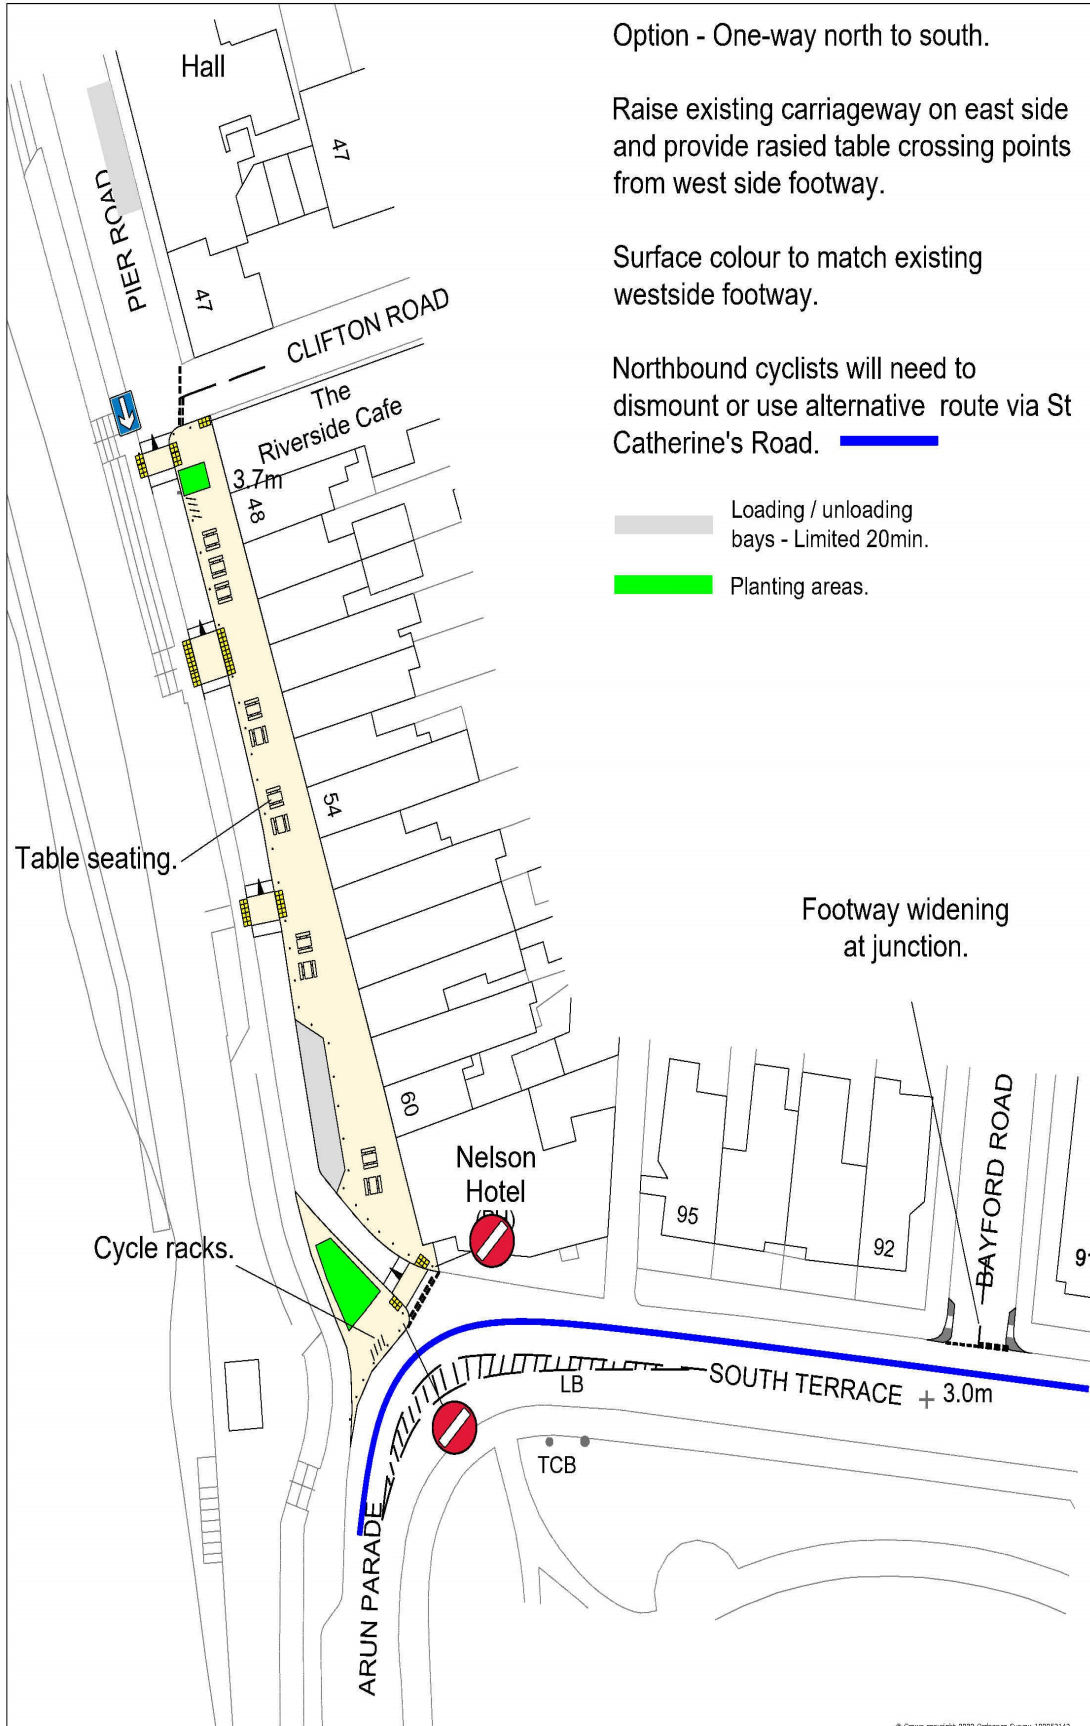 Option - One-way north to south.
Raise existing carriageway on east side
and provide rasied table crossing points
from west side footway.
Surface colour to match existing
westside footway.
Northbound cyclists will need to
dismount or use alternative route via St
Catherine's Road.
Loading / unloading
bays - Limited 20min.
Planting areas.
Hall
47
PIER ROAD
47
CLIFTON ROAD
The
Riverside Cafe
3.7m
48
54
Table seating.
Footway widening
at junction.
60
Nelson
Hotel
(PH)
BAYFORD ROAD
95
92
91
Cycle racks.
SOUTH TERRACE
3.0m
LB
TCB
ARUN PARADE